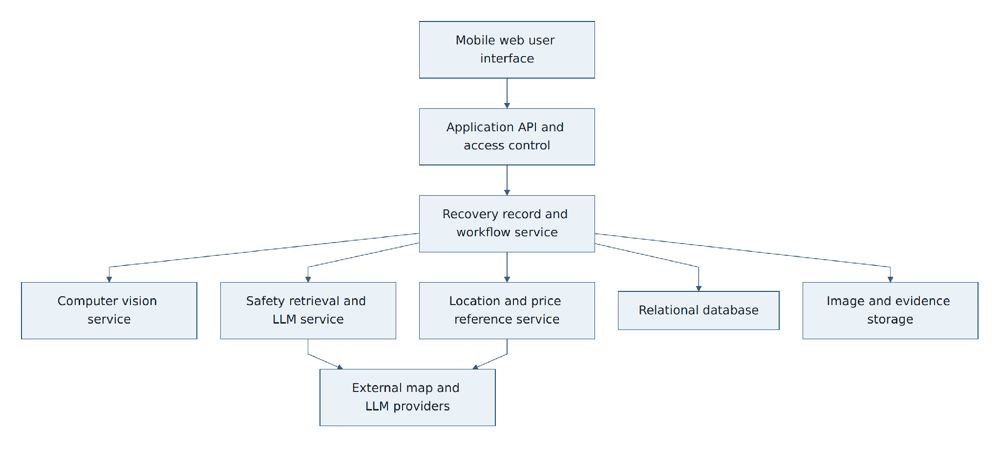 Mobile web user
interface
Application API and
access control
Recovery record and
workflow service
Computer vision
service
Safety retrieval and
LLM service
Location and price
reference service
Relational database
Image and evidence
storage
External map and
LLM providers